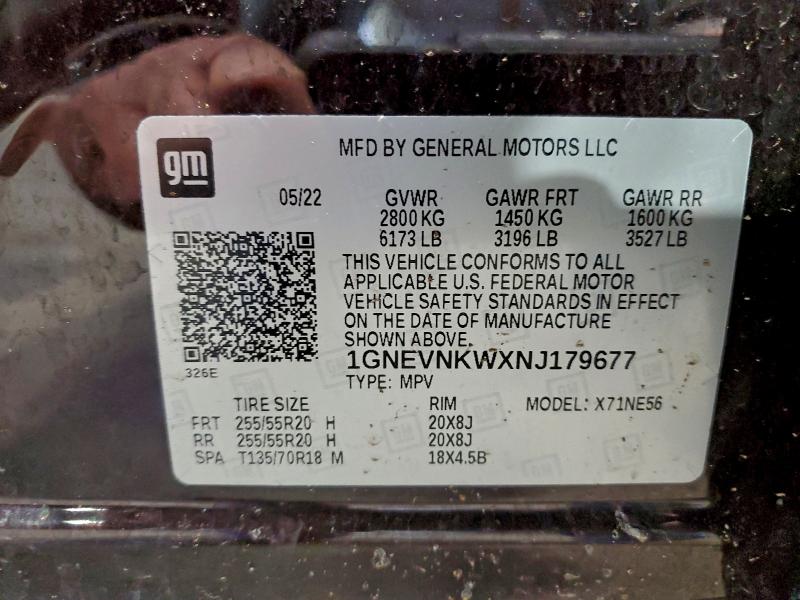 gm
MFD BY GENERAL MOTORS LLC
05/22 GVWR GAWR FRT GAWR RR
2800 KG 1450 KG 1600 KG
6173 LB 3196 LB 3527 LB
THIS VEHICLE CONFORMS TO ALL
APPLICABLE U.S. FEDERAL MOTOR
VEHICLE SAFETY STANDARDS IN EFFECT
ON THE DATE OF MANUFACTURE
SHOWN ABOVE.
1GNEVNKWXNJ179677
326E
TYPE: MPV
TIRE SIZE RIM MODEL: X71NE56
FRT 255/55R20 H 20X8J
RR 255/55R20 H 20X8J
SPA T135/70R18 M 18X4.5B